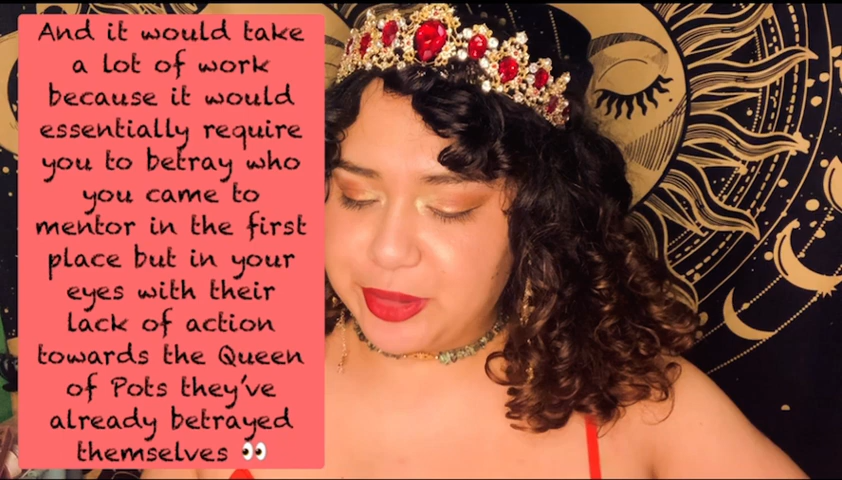 And it would take
a lot of work
because it would
essentially require
you to betray who
you came to
mentor in the first
place but in your
eyes with their
lack of action
towards the Queen
of Pots they've
already betrayed
themselves 👀